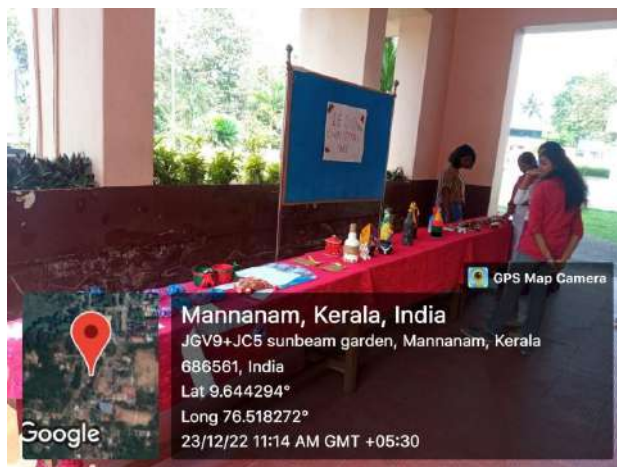 GPS Map Camera
Mannanam, Kerala, India
JGV9+JC5 sunbeam garden, Mannanam, Kerala
686561, India
Lat 9.644294°
Long 76.518272°
23/12/22 11:14 AM GMT +05:30
Google